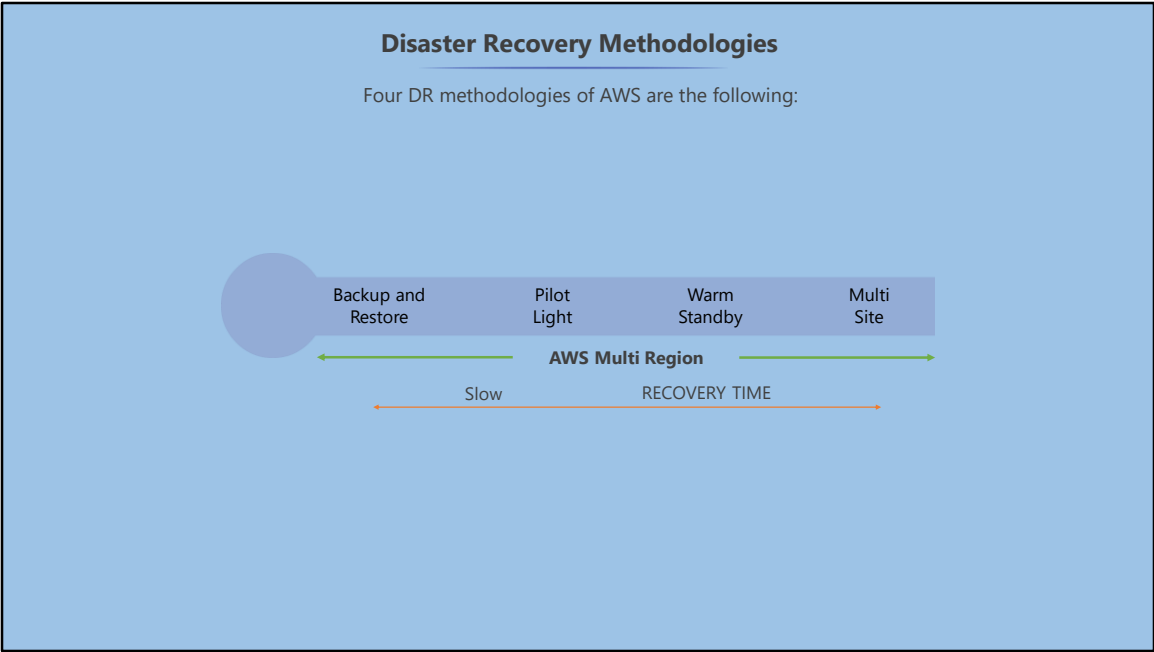 Disaster Recovery Methodologies
Four DR methodologies of AWS are the following:
Backup and
Restore
Pilot
Light
Warm
Standby
Multi
Site
AWS Multi Region
Slow
RECOVERY TIME